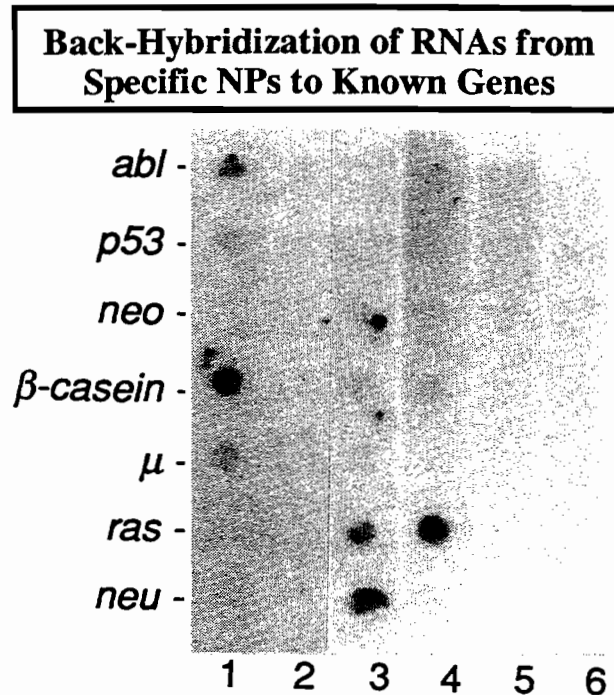 Back-Hybridization of RNAs from
Specific NPs to Known Genes
abl -
p53 -
neo -
β-casein -
μ -
ras -
neu -
1 2 3 4 5 6